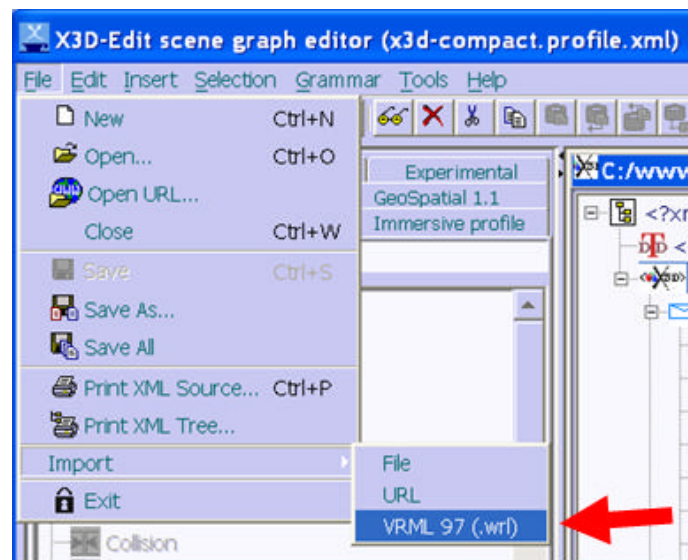 X3D-Edit scene graph editor (x3d-compact.profile.xml)
File Edit Insert Selection Grammar Tools Help
New Ctrl+N
Open... Ctrl+O
Open URL...
Close Ctrl+W
Save Ctrl+S
Save As...
Save All
Print XML Source... Ctrl+P
Print XML Tree...
Import
Exit
File
URL
VRML 97 (.wrl)
Experimental
GeoSpatial 1.1
Immersive profile
Collision
C:/www
<?xm
DTD <